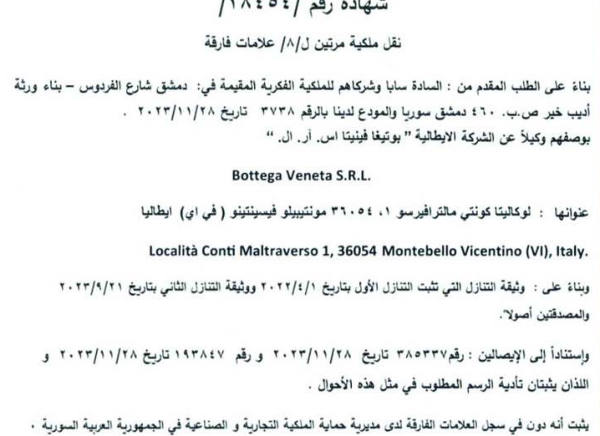 شهادة رقم /١٨٤٥٤/
نقل ملكية مرتين ل/٨/ علامات فارقة
بناءً على الطلب المقدم من : السادة سابا وشركاهم للملكية الفكرية المقيمة في: دمشق شارع الفردوس – بناء ورثة
أديب خير ص.ب. ٤٦٠ دمشق سوريا والمودع لدينا بالرقم ٣٧٣٨ تاريخ ٢٠٢٣/١١/٢٨ .
بوصفهم وكيلاً عن الشركة الايطالية " بوتيغا فينيتا اس. آر. ال. "
Bottega Veneta S.R.L.
عنوانها : لوكاليتا كونتي مالترافيرسو ١، ٣٦٠٥٤ مونتيبيلو فيسينتينو ( في اي) ايطاليا
Località Conti Maltraverso 1, 36054 Montebello Vicentino (VI), Italy.
وبناءً على : وثيقة التنازل التي تثبت التنازل الأول بتاريخ ٢٠٢٢/٤/١ ووثيقة التنازل الثاني بتاريخ ٢٠٢٣/٩/٢١
والمصدقتين أصولاً.
وإستناداً إلى الإيصالين : رقم ٣٨٥٣٣٧ تاريخ ٢٠٢٣/١١/٢٨ و رقم ١٩٣٨٤٧ تاريخ ٢٠٢٣/١١/٢٨ و
اللذان يثبتان تأدية الرسم المطلوب في مثل هذه الأحوال .
يثبت أنه دون في سجل العلامات الفارقة لدى مديرية حماية الملكية التجارية و الصناعية في الجمهورية العربية السورية .